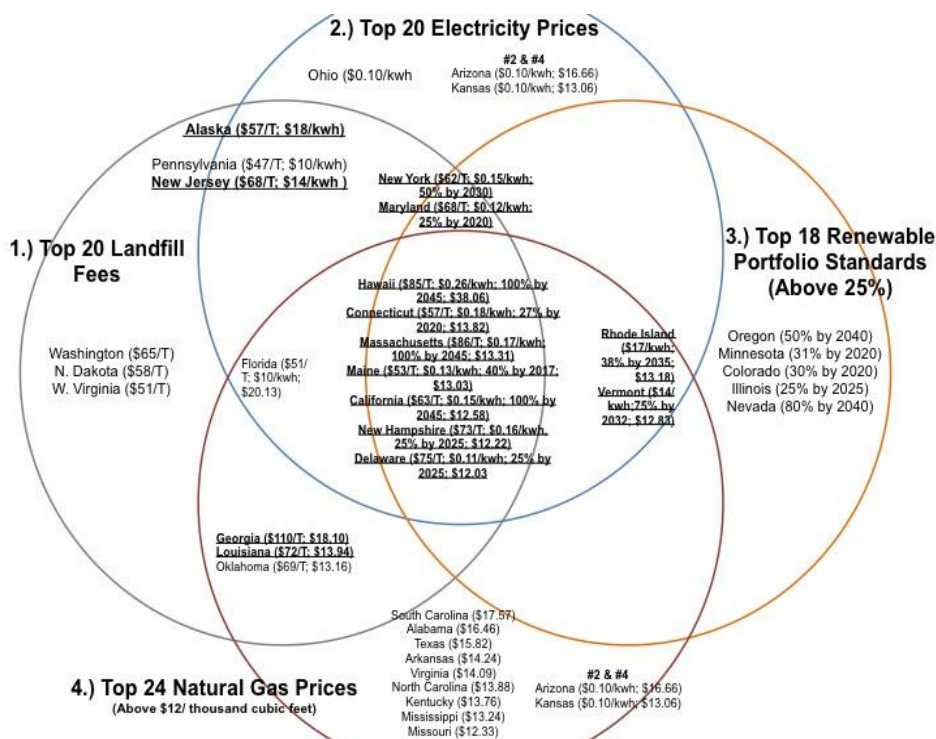 2.) Top 20 Electricity Prices
Ohio ($0.10/kwh
#2 & #4
Arizona ($0.10/kwh; $16.66)
Kansas ($0.10/kwh; $13.06)
Alaska ($57/T; $18/kwh)
Pennsylvania ($47/T; $10/kwh)
New Jersey ($68/T; $14/kwh )
New York ($62/T; $0.15/kwh;
50% by 2030)
Maryland ($68/T; $0.12/kwh;
25% by 2020)
1.) Top 20 Landfill
Fees
3.) Top 18 Renewable
Portfolio Standards
(Above 25%)
Hawaii ($85/T; $0.26/kwh; 100% by
2045; $38.06)
Connecticut ($57/T; $0.18/kwh; 27% by
2020; $13.82)
Massachusetts ($86/T; $0.17/kwh;
100% by 2045; $13.31)
Maine ($53/T; $0.13/kwh; 40% by 2017;
$13.03)
California ($63/T; $0.15/kwh; 100% by
2045; $12.58)
New Hampshire ($73/T; $0.16/kwh,
25% by 2025; $12.22)
Delaware ($75/T; $0.11/kwh; 25% by
2025; $12.03
Rhode Island
($17/kwh;
38% by 2035;
$13.18)
Vermont ($14/
kwh;75% by
2032; $12.83)
Oregon (50% by 2040)
Minnesota (31% by 2020)
Colorado (30% by 2020)
Illinois (25% by 2025)
Nevada (80% by 2040)
Washington ($65/T)
N. Dakota ($58/T)
W. Virginia ($51/T)
Florida ($51/
T; $10/kwh;
$20.13)
Georgia ($110/T; $18.10)
Louisiana ($72/T; $13.94)
Oklahoma ($69/T; $13.16)
South Carolina ($17.57)
Alabama ($16.46)
Texas ($15.82)
Arkansas ($14.24)
Virginia ($14.09)
North Carolina ($13.88)
Kentucky ($13.76)
Mississippi ($13.24)
Missouri ($12.33)
#2 & #4
Arizona ($0.10/kwh; $16.66)
Kansas ($0.10/kwh; $13.06)
4.) Top 24 Natural Gas Prices
(Above $12/ thousand cubic feet)